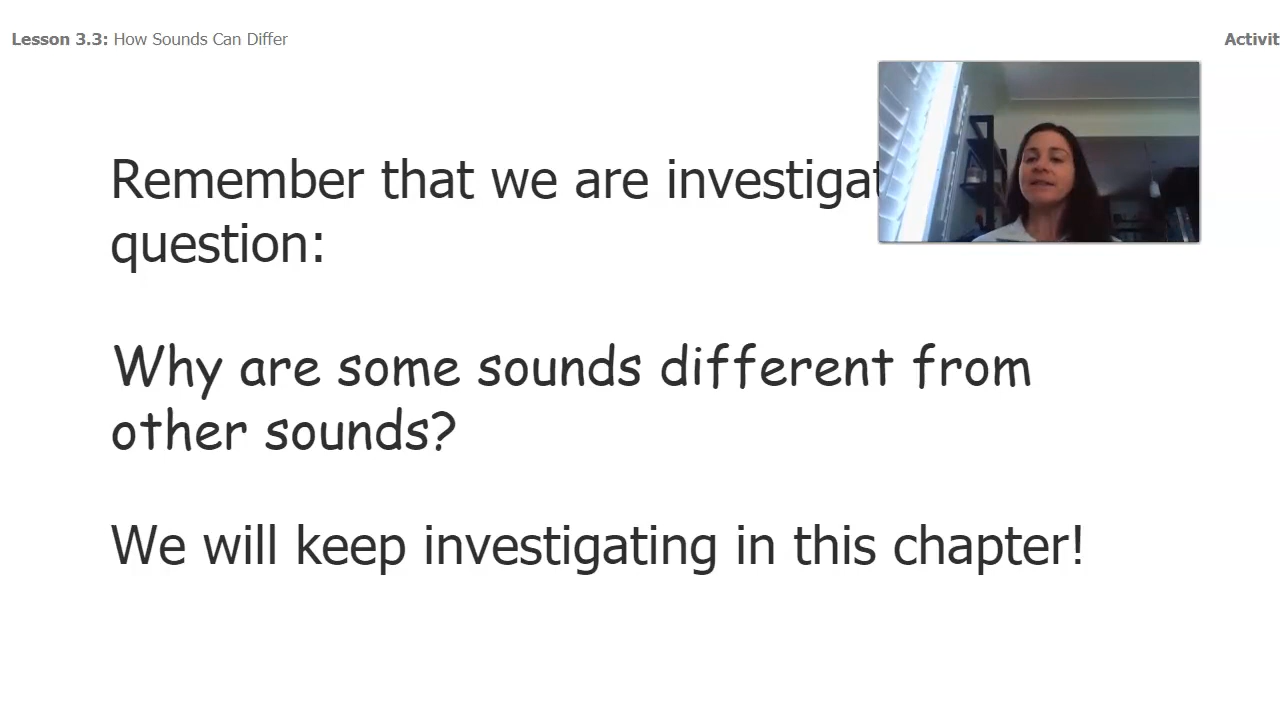 Lesson 3.3: How Sounds Can Differ
Activit
Remember that we are investigat
question:
Why are some sounds different from
other sounds?
We will keep investigating in this chapter!